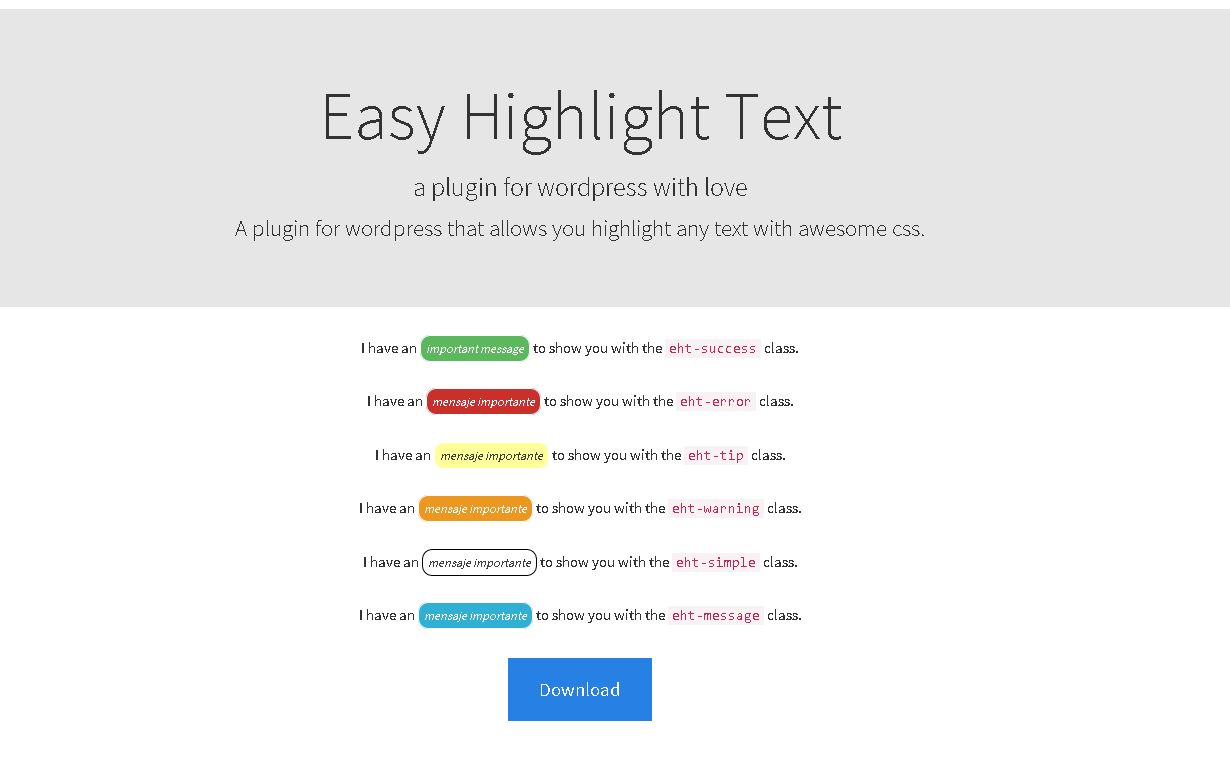 Easy Highlight Text
a plugin for wordpress with love
A plugin for wordpress that allows you highlight any text with awesome css.
I have an important message to show you with the eht-success class.
I have an mensaje importante to show you with the eht-error class.
I have an mensaje importante to show you with the eht-tip class.
I have an mensaje importante to show you with the eht-warning class.
I have an mensaje importante to show you with the eht-simple class.
I have an mensaje importante to show you with the eht-message class.
Download